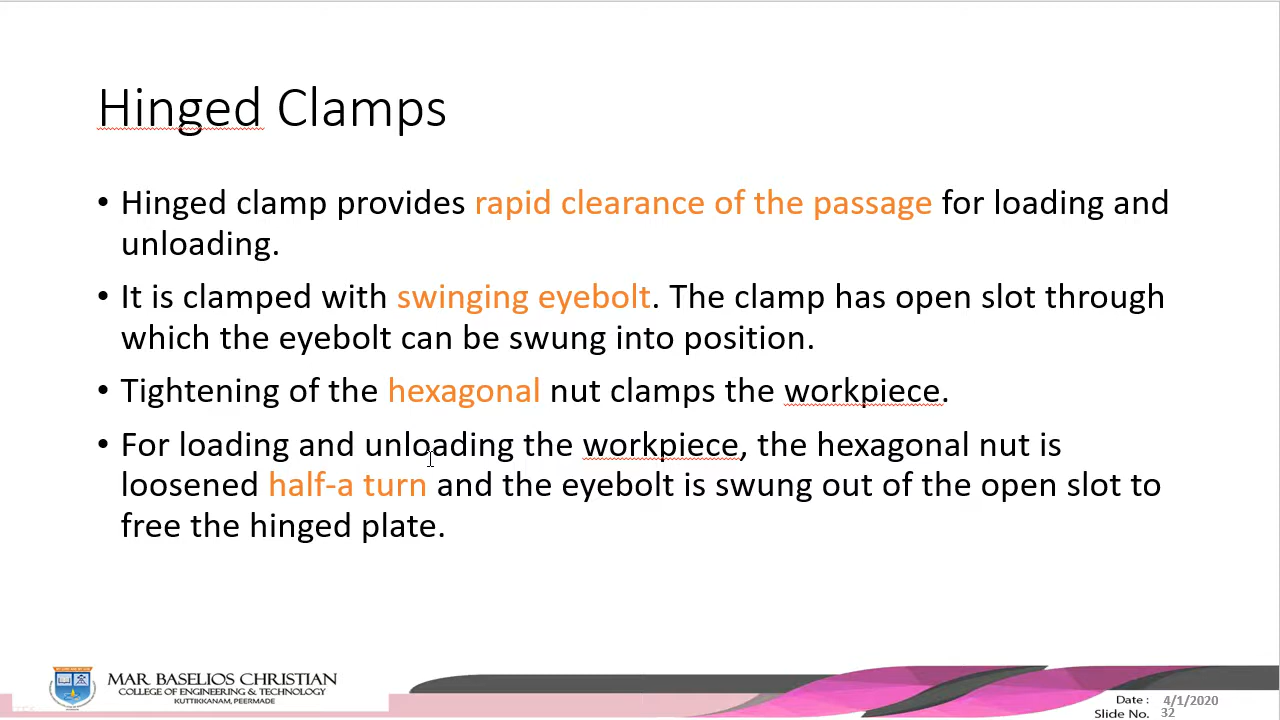 Hinged Clamps
• Hinged clamp provides rapid clearance of the passage for loading and
unloading.
• It is clamped with swinging eyebolt. The clamp has open slot through
which the eyebolt can be swung into position.
• Tightening of the hexagonal nut clamps the workpiece.
• For loading and unloading the workpiece, the hexagonal nut is
loosened half-a turn and the eyebolt is swung out of the open slot to
free the hinged plate.
MAR BASELIOS CHRISTIAN
COLLEGE OF ENGINEERING & TECHNOLOGY
KUTTIKKANAM, PEERMADE
Date : 4/1/2020
Slide No. 32